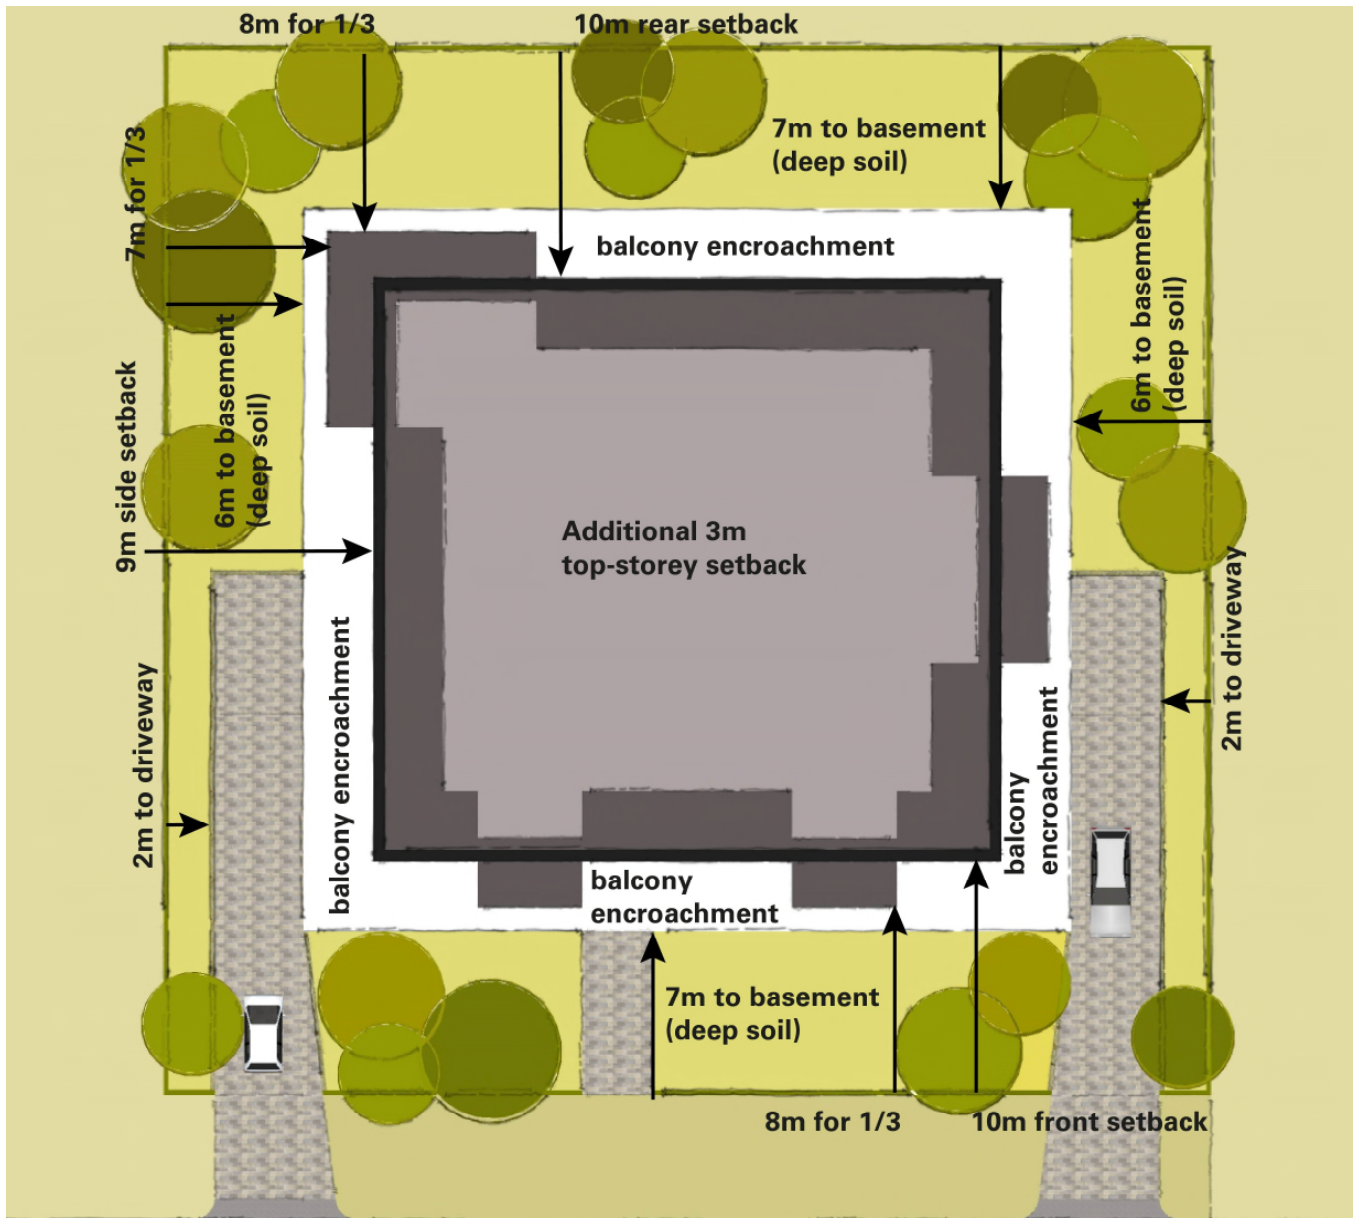 8m for 1/3
10m rear setback
7m to basement
(deep soil)
7m for 1/3
balcony encroachment
6m to basement
(deep soil)
6m to basement
(deep soil)
9m side setback
Additional 3m
top-storey setback
balcony encroachment
2m to driveway
2m to driveway
balcony
encroachment
balcony
encroachment
7m to basement
(deep soil)
8m for 1/3
10m front setback